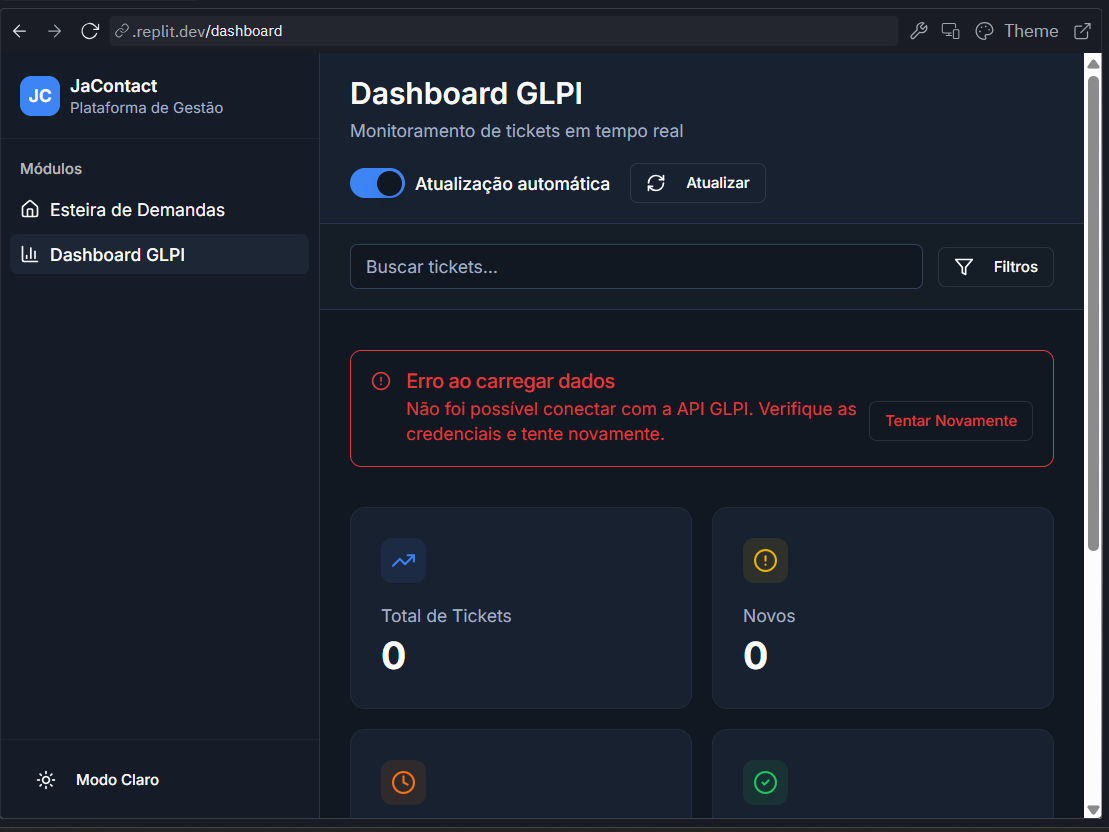 .replit.dev/dashboard
Theme
JC
JaContact
Plataforma de Gestão
Módulos
Esteira de Demandas
Dashboard GLPI
Modo Claro
Dashboard GLPI
Monitoramento de tickets em tempo real
Atualização automática
Atualizar
Buscar tickets...
Filtros
Erro ao carregar dados
Não foi possível conectar com a API GLPI. Verifique as
credenciais e tente novamente.
Tentar Novamente
Total de Tickets
0
Novos
0